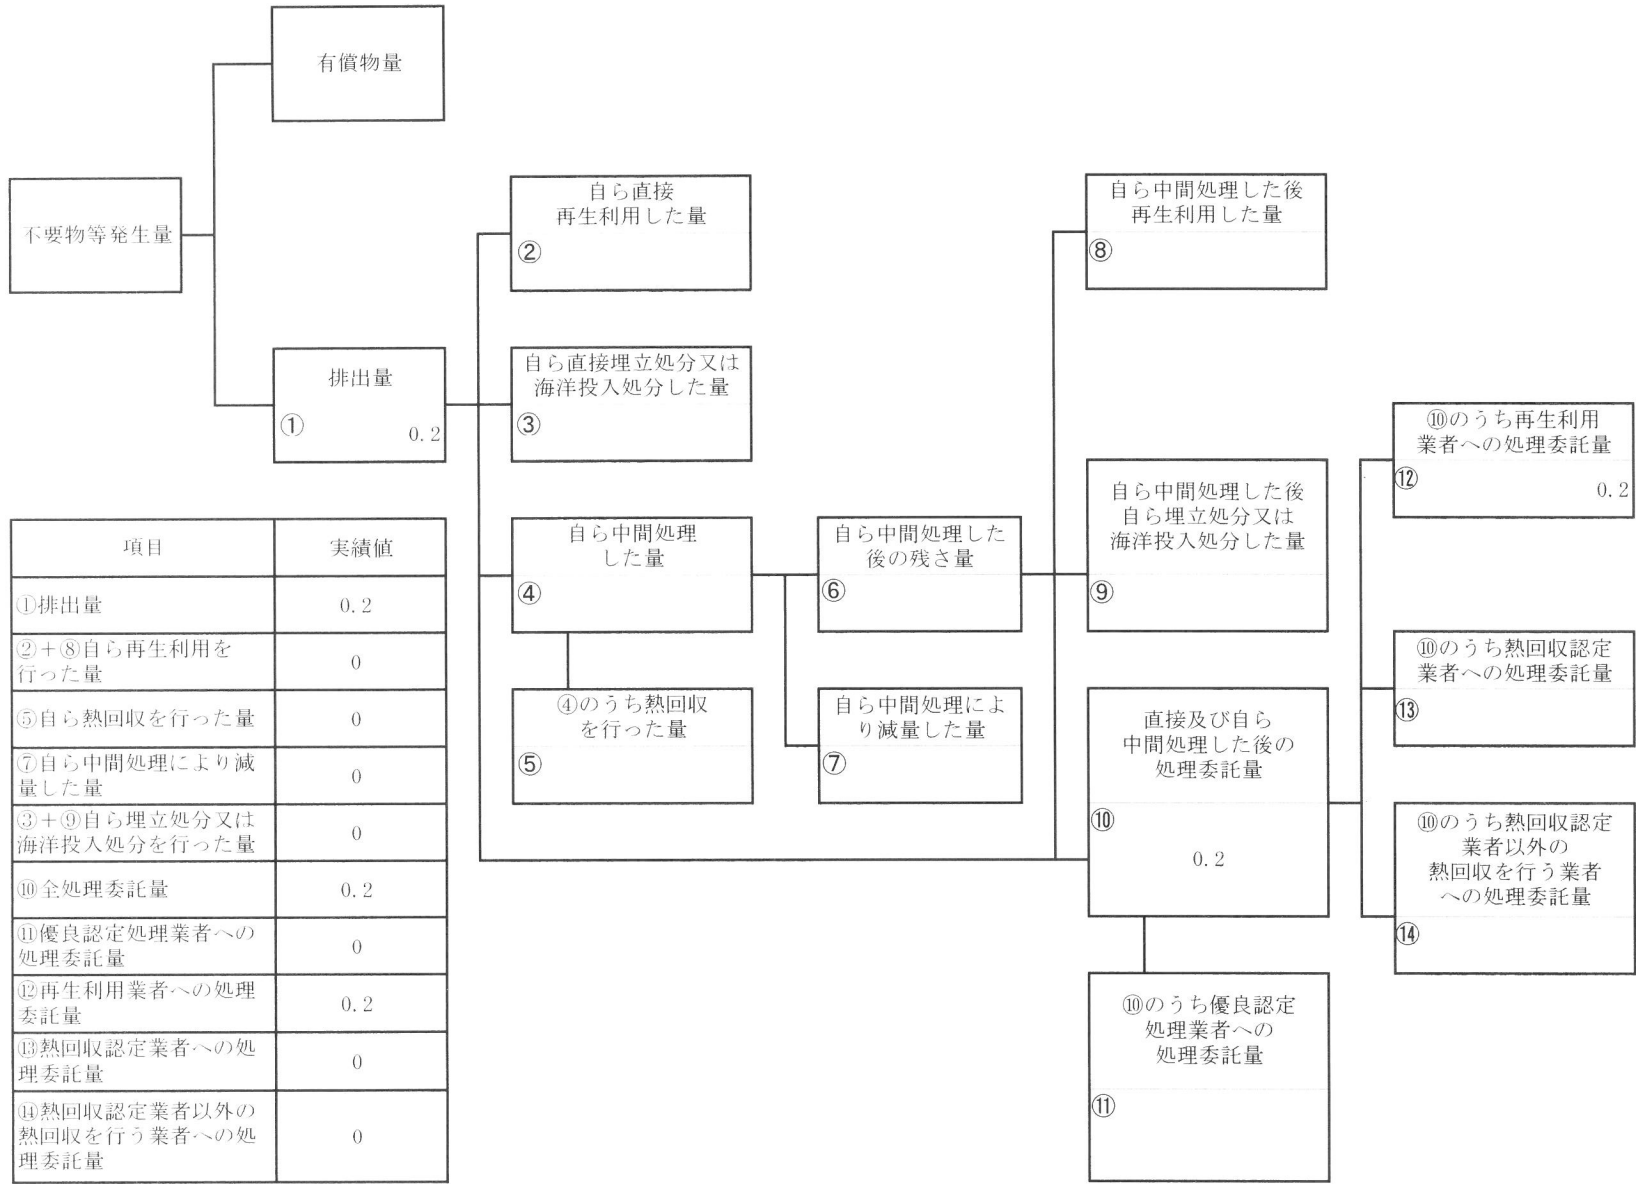 有償物量
不要物等発生量
排出量
①
0.2
自ら直接
再生利用した量
②
自ら直接埋立処分又は
海洋投入処分した量
③
自ら中間処理
した量
④
④のうち熱回収
を行った量
⑤
自ら中間処理した
後の残さ量
⑥
自ら中間処理によ
り減量した量
⑦
自ら中間処理した後
再生利用した量
⑧
自ら中間処理した後
自ら埋立処分又は
海洋投入処分した量
⑨
直接及び自ら
中間処理した後の
処理委託量
⑩
0.2
⑩のうち優良認定
処理業者への
処理委託量
⑪
⑩のうち再生利用
業者への処理委託量
⑫
0.2
⑩のうち熱回収認定
業者への処理委託量
⑬
⑩のうち熱回収認定
業者以外の
熱回収を行う業者
への処理委託量
⑭
項目 実績値
①排出量 0.2
②+⑧自ら再生利用を
行った量 0
⑤自ら熱回収を行った量 0
⑦自ら中間処理により減
量した量 0
③+⑨自ら埋立処分又は
海洋投入処分を行った量 0
⑩全処理委託量 0.2
⑪優良認定処理業者への
処理委託量 0
⑫再生利用業者への処理
委託量 0.2
⑬熱回収認定業者への処
理委託量 0
⑭熱回収認定業者以外の
熱回収を行う業者への処
理委託量 0